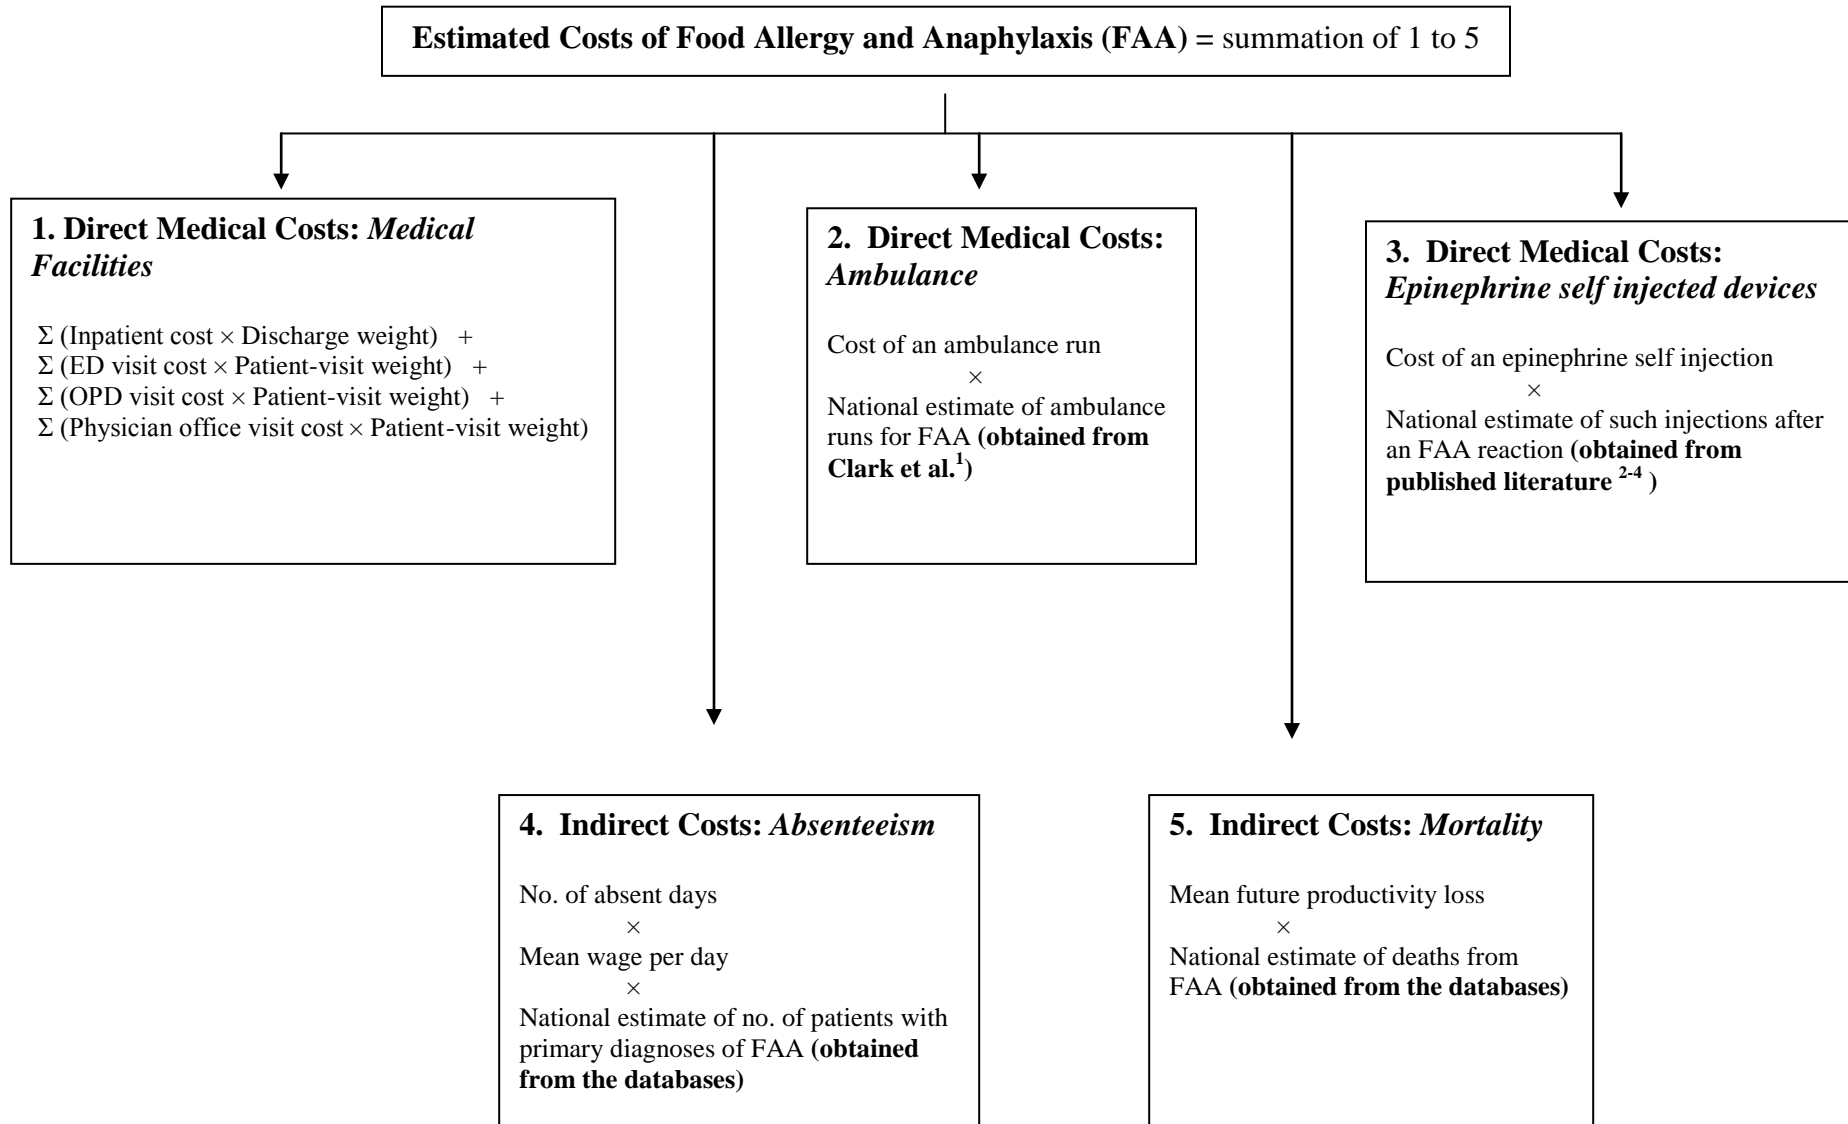 Estimated Costs of Food Allergy and Anaphylaxis (FAA) = summation of 1 to 5
1. Direct Medical Costs: Medical
Facilities
Σ (Inpatient cost × Discharge weight) +
Σ (ED visit cost × Patient-visit weight) +
Σ (OPD visit cost × Patient-visit weight) +
Σ (Physician office visit cost × Patient-visit weight)
2. Direct Medical Costs:
Ambulance
Cost of an ambulance run
×
National estimate of ambulance
runs for FAA (obtained from
Clark et al.¹)
3. Direct Medical Costs:
Epinephrine self injected devices
Cost of an epinephrine self injection
×
National estimate of such injections after
an FAA reaction (obtained from
published literature ²⁻⁴ )
4. Indirect Costs: Absenteeism
No. of absent days
×
Mean wage per day
×
National estimate of no. of patients with
primary diagnoses of FAA (obtained
from the databases)
5. Indirect Costs: Mortality
Mean future productivity loss
×
National estimate of deaths from
FAA (obtained from the databases)